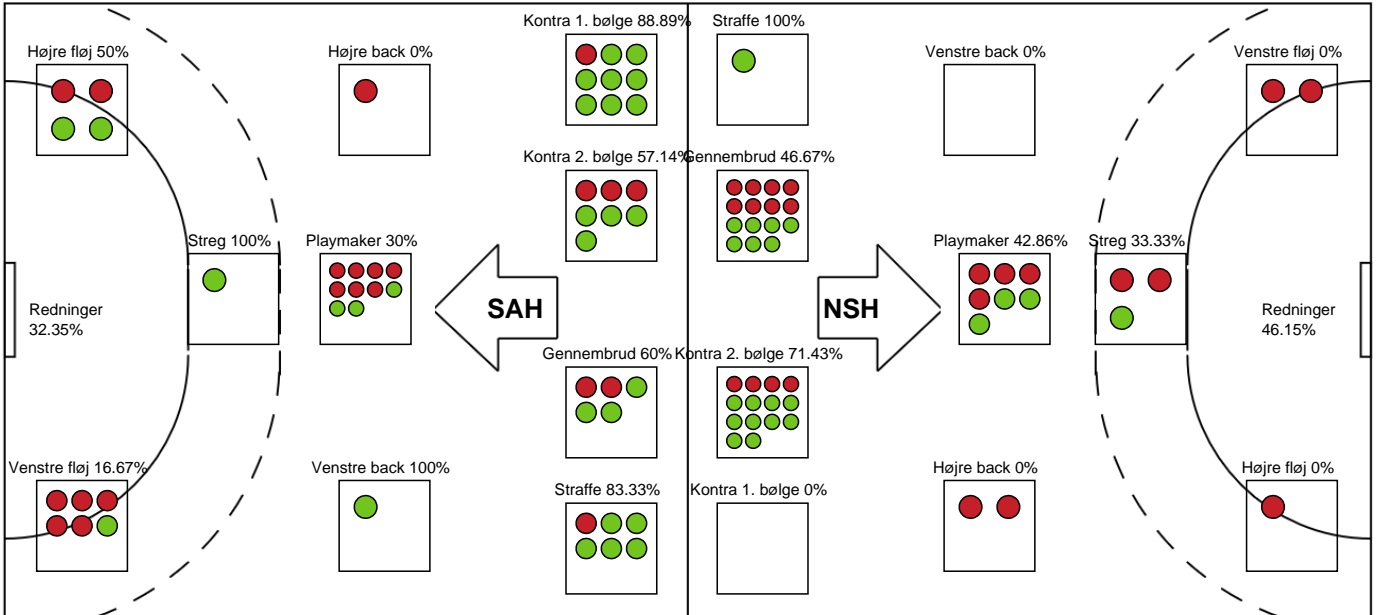 Kontra 1. bølge 88.89%
Straffe 100%
Højre fløj 50%
Højre back 0%
Venstre back 0%
Venstre fløj 0%
Kontra 2. bølge 57.14%
Gennembrud 46.67%
Streg 100%
Playmaker 30%
Playmaker 42.86%
Streg 33.33%
Redninger
32.35%
SAH
NSH
Redninger
46.15%
Gennembrud 60%
Kontra 2. bølge 71.43%
Venstre fløj 16.67%
Venstre back 100%
Højre back 0%
Højre fløj 0%
Straffe 83.33%
Kontra 1. bølge 0%